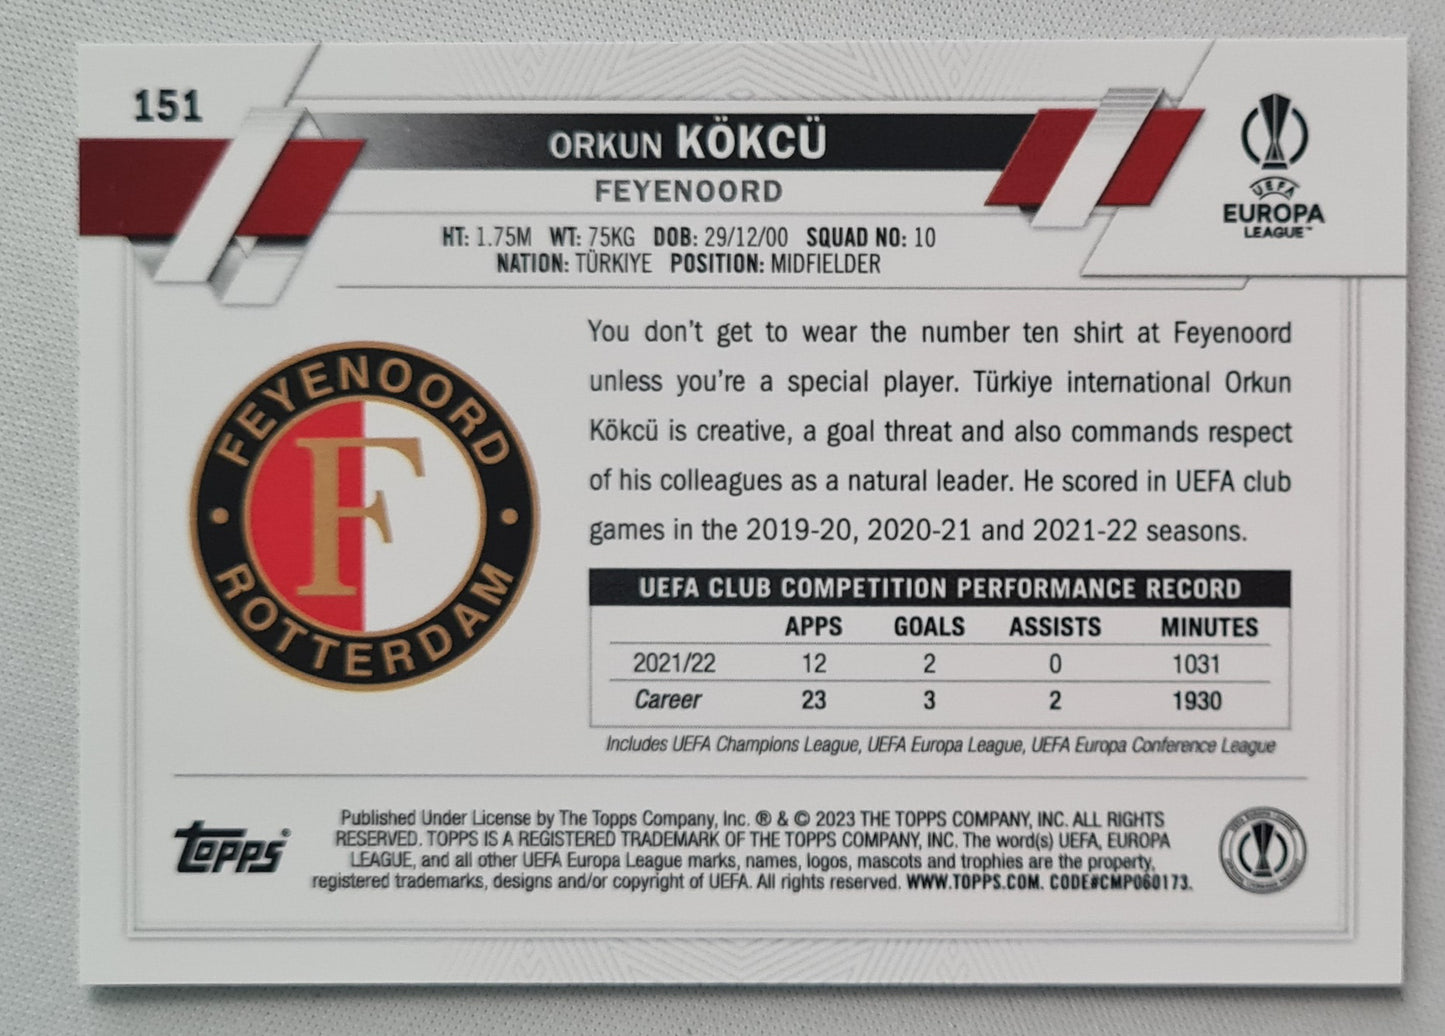 151
ORKUN KÖKCÜ
FEYENOORD
HT: 1.75M WT: 75KG DOB: 29/12/00 SQUAD NO: 10
NATION: TÜRKIYE POSITION: MIDFIELDER
UEFA
EUROPA
LEAGUE™
FEYENOORD
F
ROTTERDAM
You don't get to wear the number ten shirt at Feyenoord
unless you're a special player. Türkiye international Orkun
Kökcü is creative, a goal threat and also commands respect
of his colleagues as a natural leader. He scored in UEFA club
games in the 2019-20, 2020-21 and 2021-22 seasons.
UEFA CLUB COMPETITION PERFORMANCE RECORD
APPS GOALS ASSISTS MINUTES
2021/22 12 2 0 1031
Career 23 3 2 1930
Includes UEFA Champions League, UEFA Europa League, UEFA Europa Conference League
Topps®
Published Under License by The Topps Company, Inc. ® & © 2023 THE TOPPS COMPANY, INC. ALL RIGHTS
RESERVED. TOPPS IS A REGISTERED TRADEMARK OF THE TOPPS COMPANY, INC. The word(s) UEFA, EUROPA
LEAGUE, and all other UEFA Europa League marks, names, logos, mascots and trophies are the property,
registered trademarks, designs and/or copyright of UEFA. All rights reserved. WWW.TOPPS.COM. CODE#CMP060173.